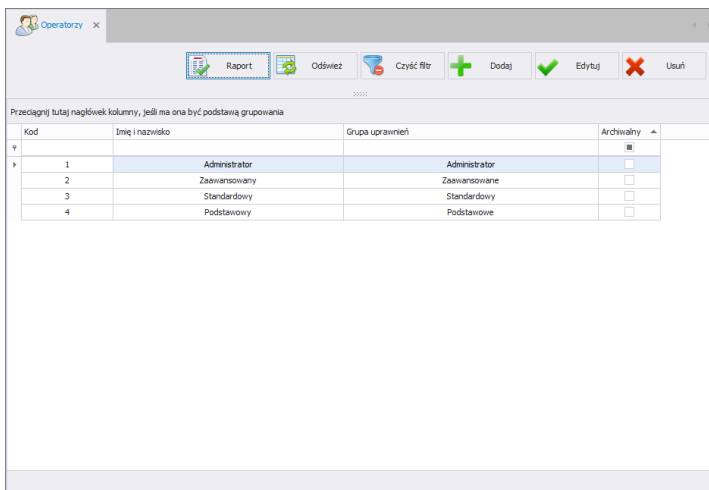 Operatorzy
Raport Odśwież Czyść filtr Dodaj Edytuj Usuń
Przeciągnij tutaj nagłówek kolumny, jeśli ma ona być podstawą grupowania
Kod Imię i nazwisko Grupa uprawnień Archiwalny
1 Administrator Administrator
2 Zaawansowany Zaawansowane
3 Standardowy Standardowy
4 Podstawowy Podstawowe